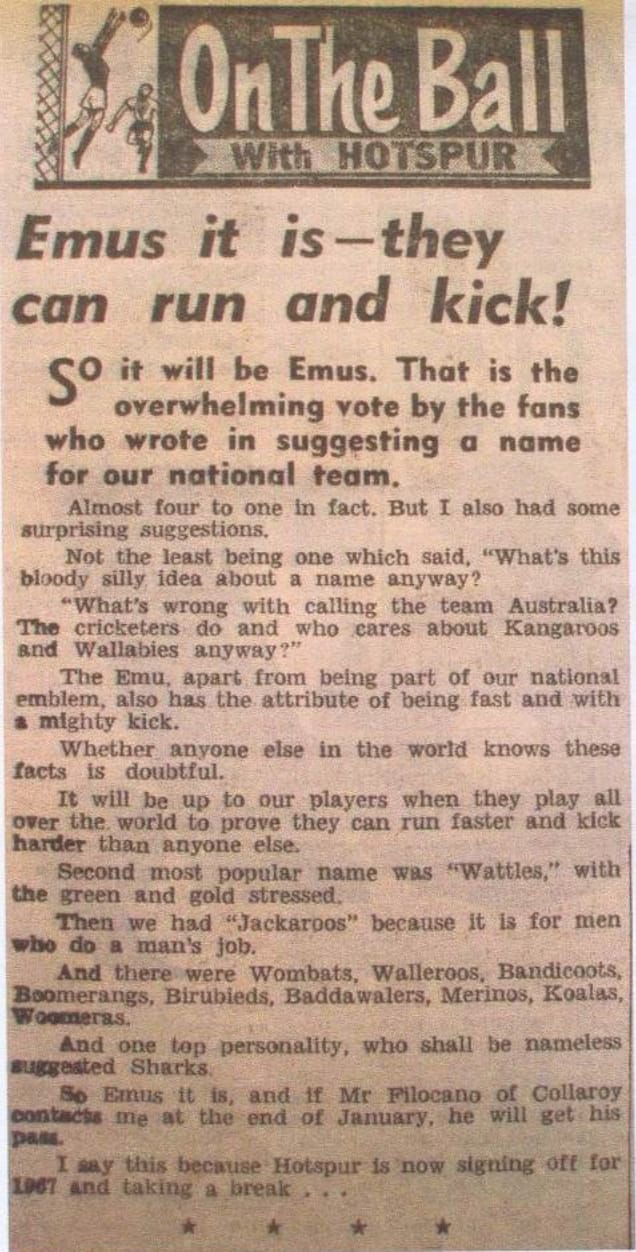 On The Ball
With HOTSPUR
Emus it is—they
can run and kick!
So it will be Emus. That is the
overwhelming vote by the fans
who wrote in suggesting a name
for our national team.
Almost four to one in fact. But I also had some
surprising suggestions.
Not the least being one which said, "What's this
bloody silly idea about a name anyway?
"What's wrong with calling the team Australia?
The cricketers do and who cares about Kangaroos
and Wallabies anyway?"
The Emu, apart from being part of our national
emblem, also has the attribute of being fast and with
a mighty kick.
Whether anyone else in the world knows these
facts is doubtful.
It will be up to our players when they play all
over the world to prove they can run faster and kick
harder than anyone else.
Second most popular name was "Wattles," with
the green and gold stressed.
Then we had "Jackaroos" because it is for men
who do a man's job.
And there were Wombats, Walleroos, Bandicoots,
Boomerangs, Birubieds, Baddawalers, Merinos, Koalas,
Woomeras.
And one top personality, who shall be nameless
suggested Sharks.
So Emus it is, and if Mr Filocano of Collaroy
contacts me at the end of January, he will get his
pass.
I say this because Hotspur is now signing off for
1967 and taking a break . . .